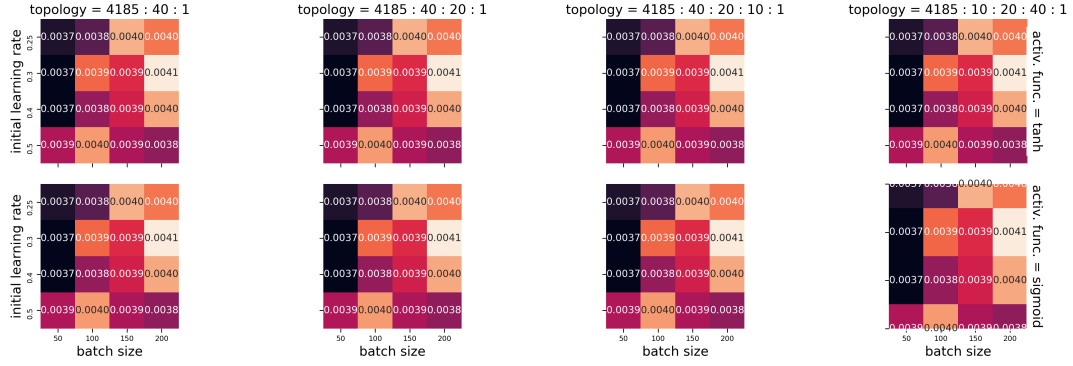 topology = 4185 : 40 : 1
topology = 4185 : 40 : 20 : 1
topology = 4185 : 40 : 20 : 10 : 1
topology = 4185 : 10 : 20 : 40 : 1
initial learning rate
0.25
0.3
0.4
0.5
0.0037 0.0038 0.0040 0.0040
0.0037 0.0039 0.0039 0.0041
0.0037 0.0038 0.0039 0.0040
0.0039 0.0040 0.0039 0.0038
0.0037 0.0038 0.0040 0.0040
0.0037 0.0039 0.0039 0.0041
0.0037 0.0038 0.0039 0.0040
0.0039 0.0040 0.0039 0.0038
0.0037 0.0038 0.0040 0.0040
0.0037 0.0039 0.0039 0.0041
0.0037 0.0038 0.0039 0.0040
0.0039 0.0040 0.0039 0.0038
0.0037 0.0038 0.0040 0.0040
0.0037 0.0039 0.0039 0.0041
0.0037 0.0038 0.0039 0.0040
0.0039 0.0040 0.0039 0.0038
activ. func. = tanh
initial learning rate
0.25
0.3
0.4
0.5
0.0037 0.0038 0.0040 0.0040
0.0037 0.0039 0.0039 0.0041
0.0037 0.0038 0.0039 0.0040
0.0039 0.0040 0.0039 0.0038
50 100 150 200
batch size
0.0037 0.0038 0.0040 0.0040
0.0037 0.0039 0.0039 0.0041
0.0037 0.0038 0.0039 0.0040
0.0039 0.0040 0.0039 0.0038
50 100 150 200
batch size
0.0037 0.0038 0.0040 0.0040
0.0037 0.0039 0.0039 0.0041
0.0037 0.0038 0.0039 0.0040
0.0039 0.0040 0.0039 0.0038
50 100 150 200
batch size
0.0037 0.0038 0.0040 0.0040
0.0037 0.0039 0.0039 0.0041
0.0037 0.0038 0.0039 0.0040
0.0039 0.0040 0.0039 0.0038
50 100 150 200
batch size
activ. func. = sigmoid